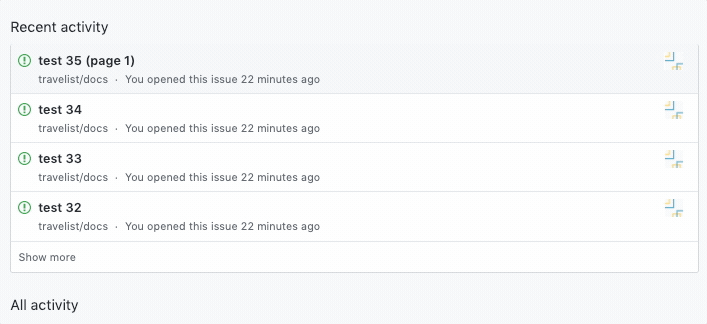 Recent activity
test 35 (page 1)
travelist/docs · You opened this issue 22 minutes ago
test 34
travelist/docs · You opened this issue 22 minutes ago
test 33
travelist/docs · You opened this issue 22 minutes ago
test 32
travelist/docs · You opened this issue 22 minutes ago
Show more
All activity